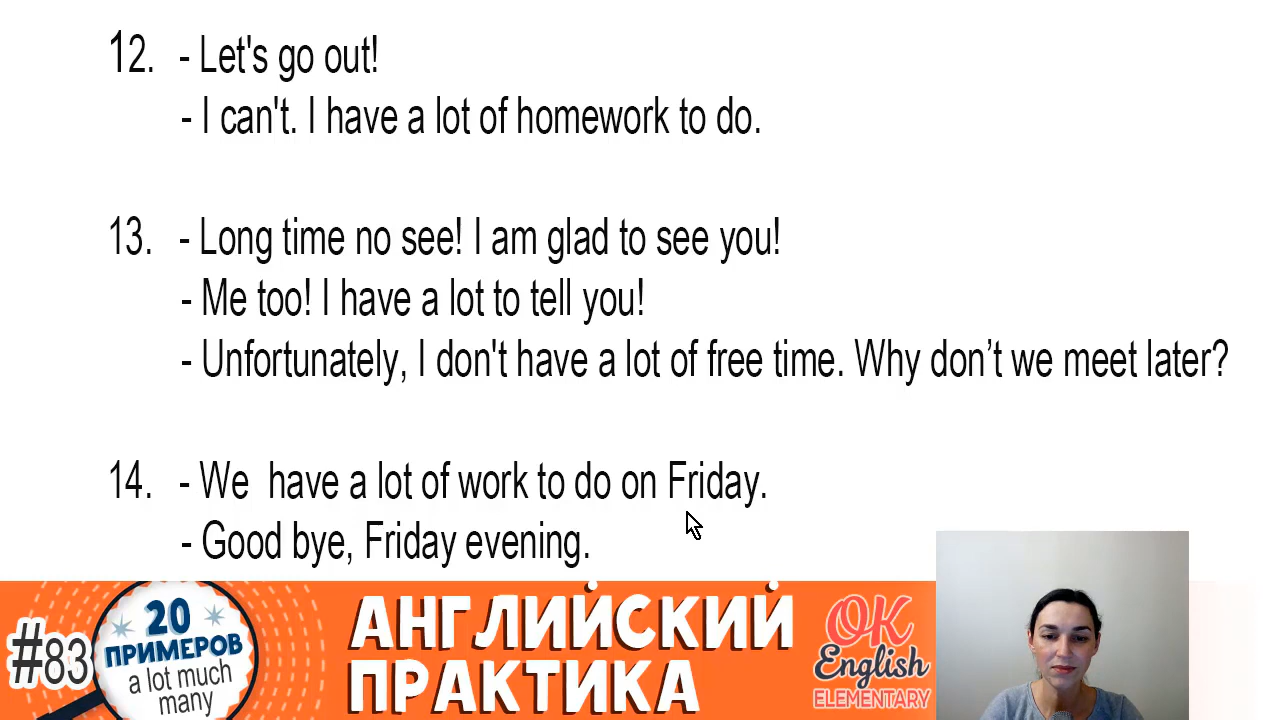 12. - Let's go out!
- I can't. I have a lot of homework to do.
13. - Long time no see! I am glad to see you!
- Me too! I have a lot to tell you!
- Unfortunately, I don't have a lot of free time. Why don’t we meet later?
14. - We  have a lot of work to do on Friday.
- Good bye, Friday evening.
#83
20
ПРИМЕРОВ
a lot much
many
АНГЛИЙСКИЙ
ПРАКТИКА
OK
English
ELEMENTARY